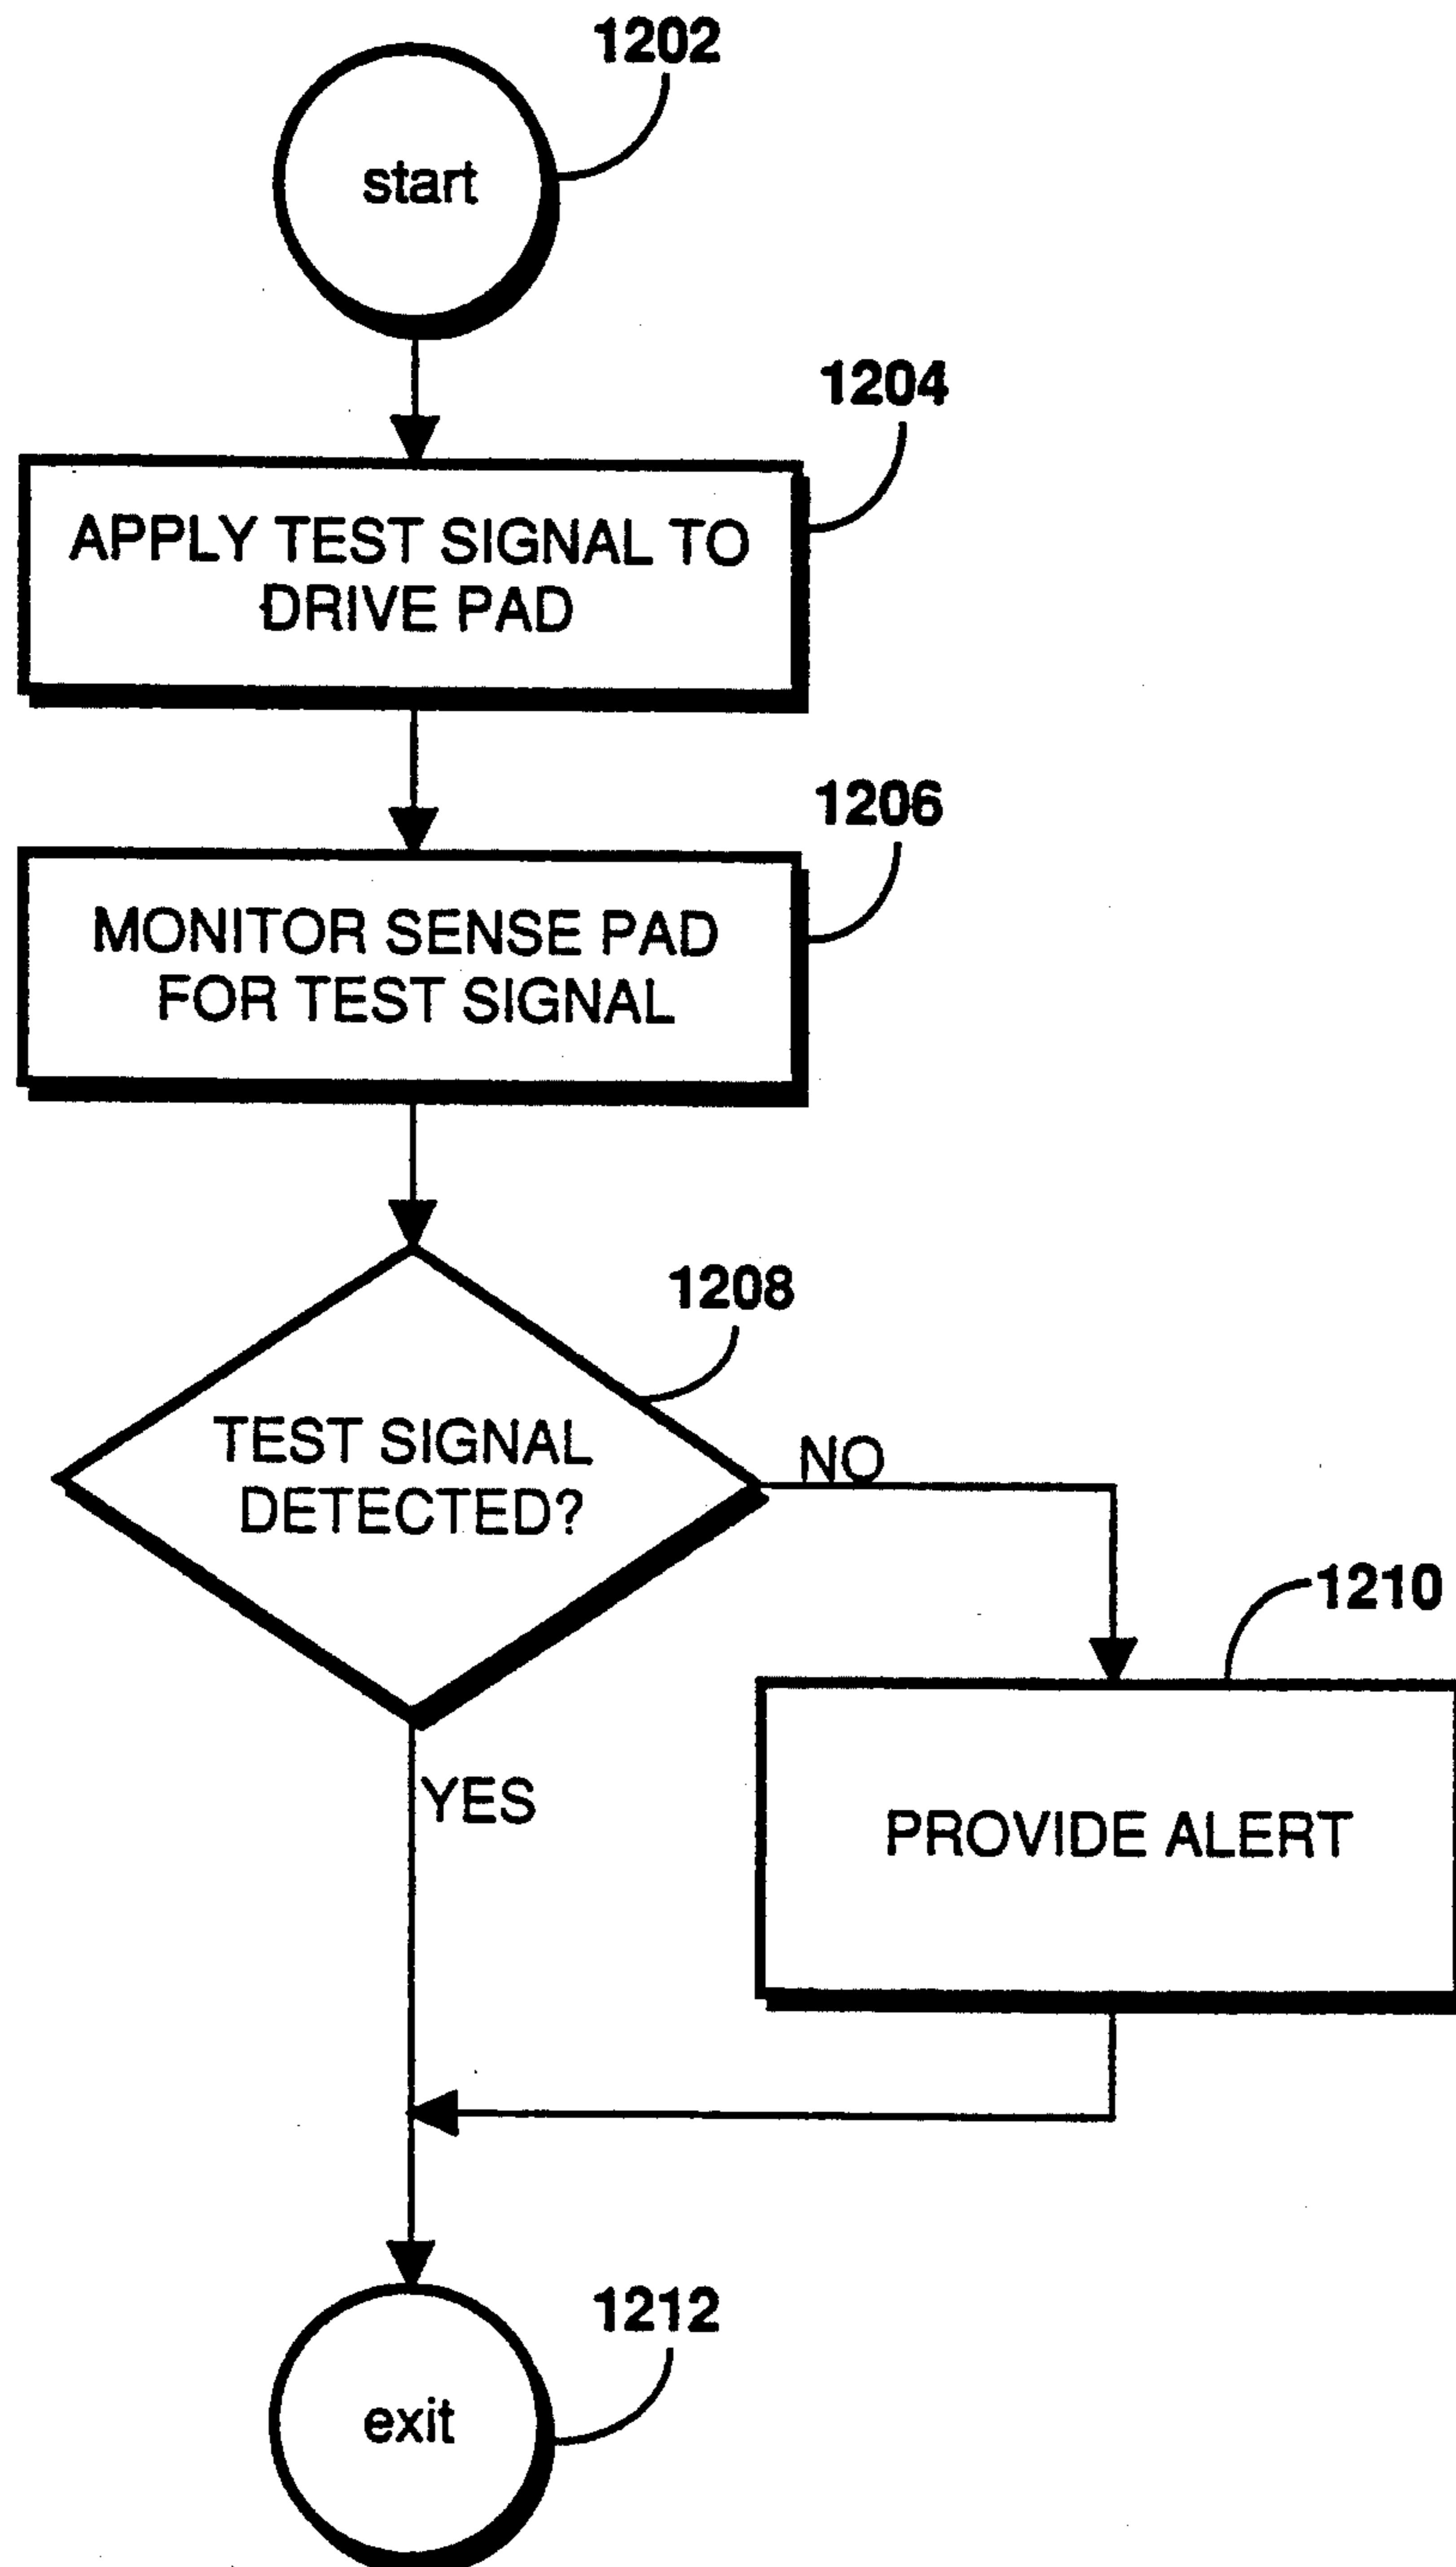 1202
start
1204
APPLY TEST SIGNAL TO
DRIVE PAD
1206
MONITOR SENSE PAD
FOR TEST SIGNAL
1208
TEST SIGNAL
DETECTED?
NO
1210
PROVIDE ALERT
YES
1212
exit